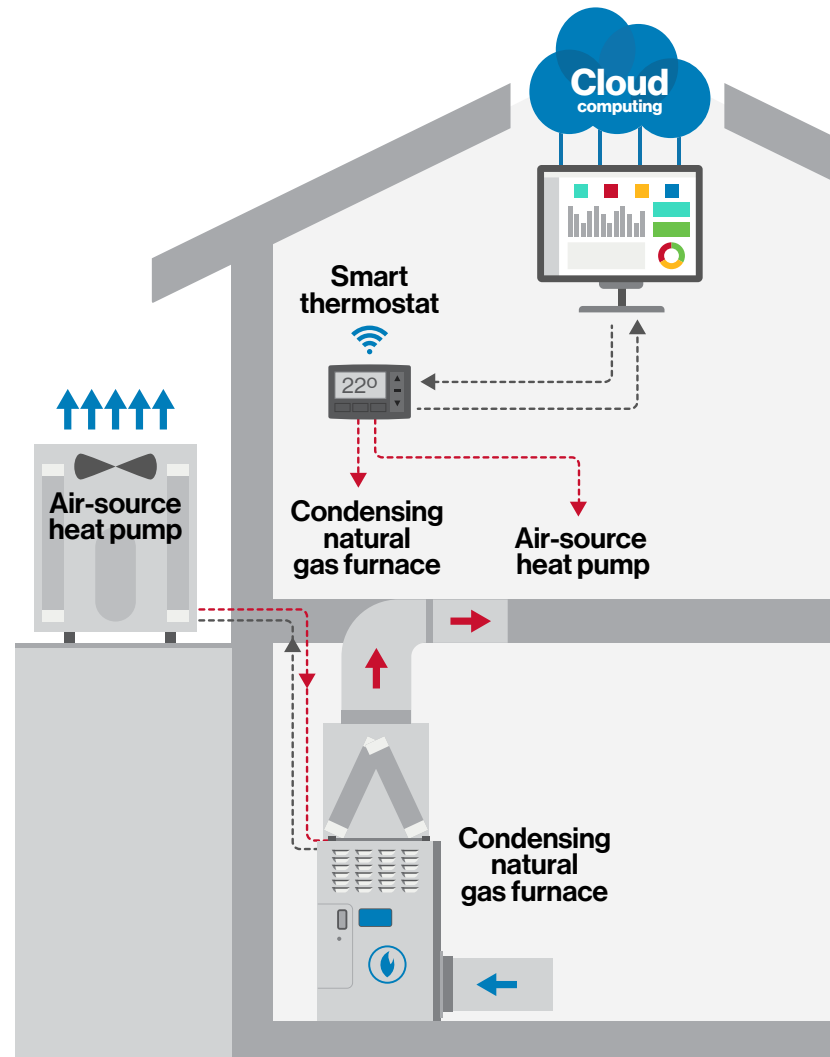 Cloud
computing
Smart
thermostat
22º
Air-source
heat pump
Condensing
natural
gas furnace
Air-source
heat pump
Condensing
natural
gas furnace